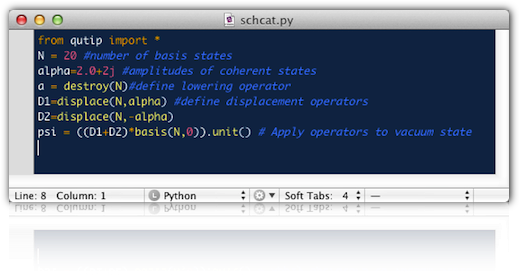 schcat.py
from qutip import *
N = 20 #number of basis states
alpha=2.0+2j #amplitudes of coherent states
a = destroy(N)#define lowering operator
D1=displace(N,alpha) #define displacement operators
D2=displace(N,-alpha)
psi = ((D1+D2)*basis(N,0)).unit() # Apply operators to vacuum state
Line: 8 Column: 1 L Python Soft Tabs: 4 —